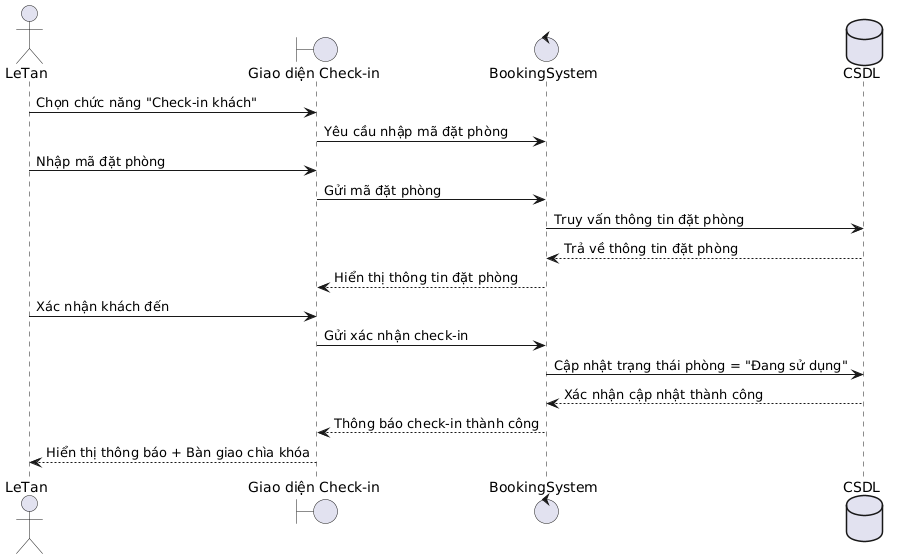 LeTan
Giao diện Check-in
BookingSystem
CSDL
Chọn chức năng "Check-in khách"
Yêu cầu nhập mã đặt phòng
Nhập mã đặt phòng
Gửi mã đặt phòng
Truy vấn thông tin đặt phòng
Trả về thông tin đặt phòng
Hiển thị thông tin đặt phòng
Xác nhận khách đến
Gửi xác nhận check-in
Cập nhật trạng thái phòng = "Đang sử dụng"
Xác nhận cập nhật thành công
Thông báo check-in thành công
Hiển thị thông báo + Bàn giao chìa khóa
LeTan
Giao diện Check-in
BookingSystem
CSDL